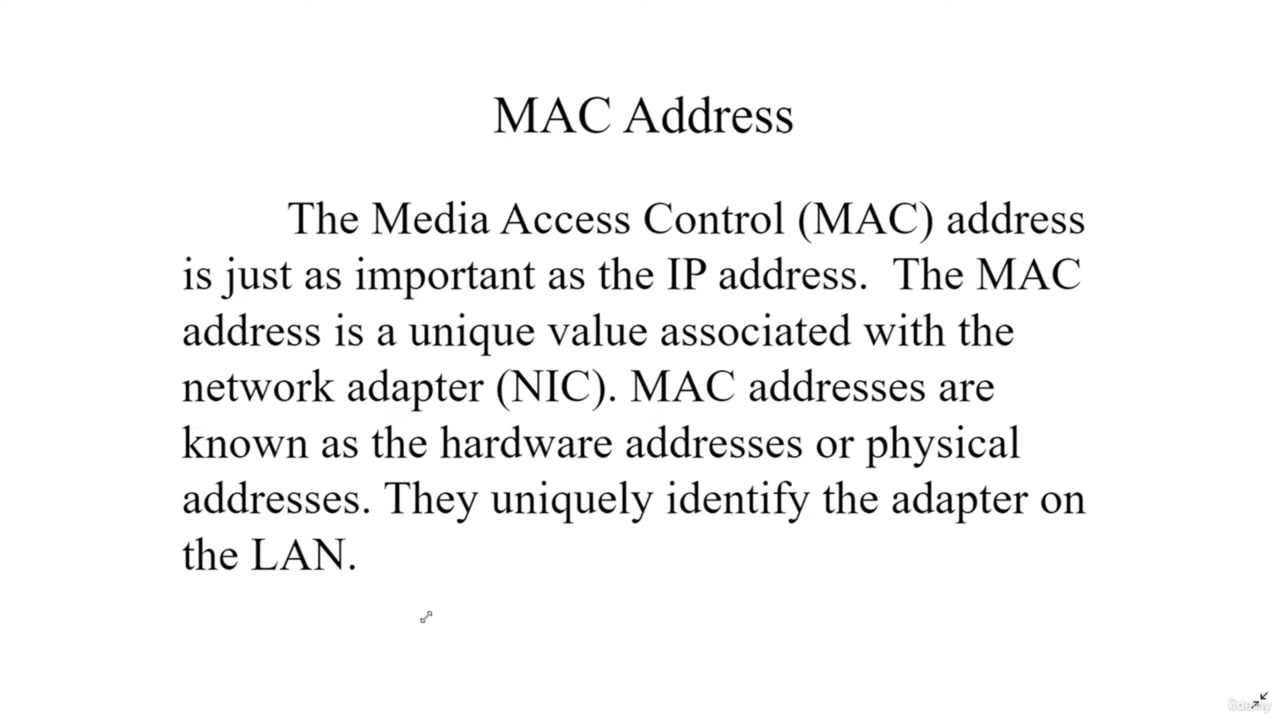 MAC Address
The Media Access Control (MAC) address
is just as important as the IP address. The MAC
address is a unique value associated with the
network adapter (NIC). MAC addresses are
known as the hardware addresses or physical
addresses. They uniquely identify the adapter on
the LAN.
ûdemy